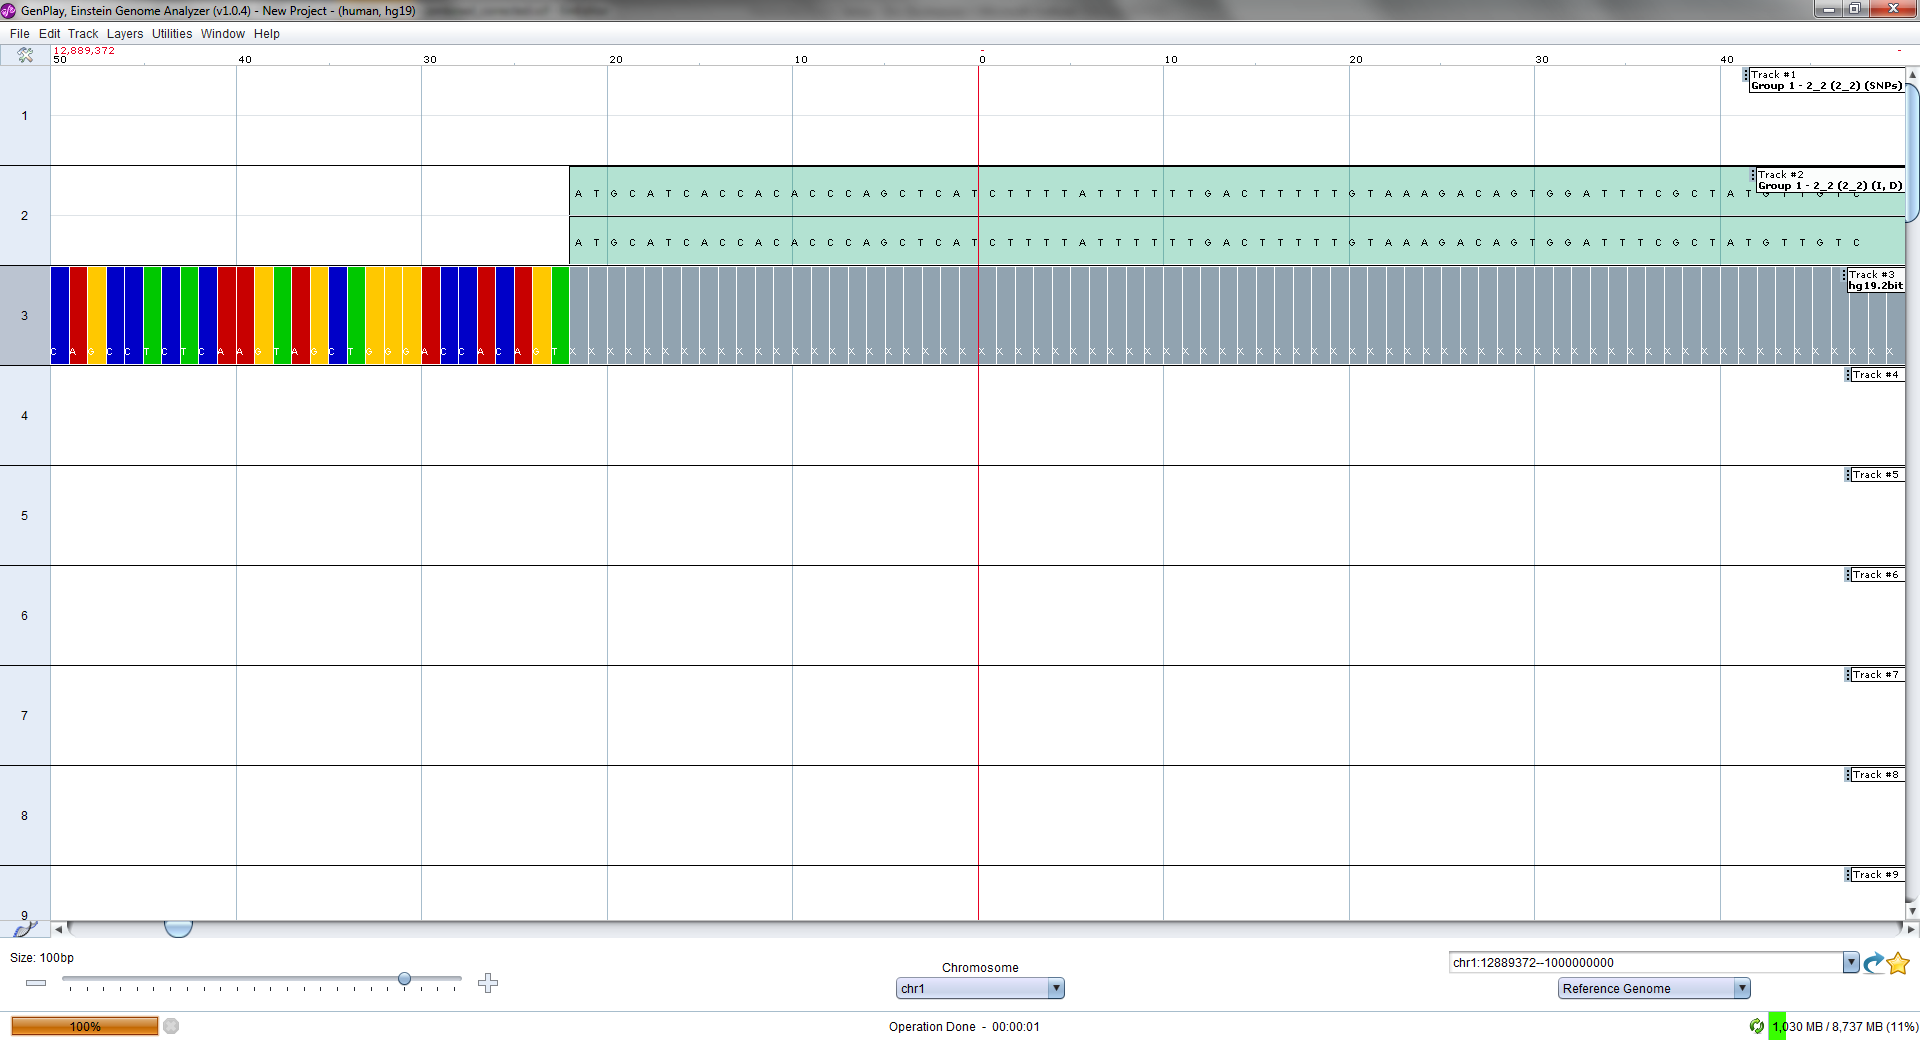 GenPlay, Einstein Genome Analyzer (v1.0.4) - New Project - (human, hg19)
File Edit Track Layers Utilities Window Help
12,889,372 - -
50 40 30 20 10 0 10 20 30 40
1
Track #1
Group 1 - 2_2 (2_2) (SNPs)
2
Track #2
Group 1 - 2_2 (2_2) (I, D)
A T G C A T C A C C A C A C C C A G C T C A T C T T T T A T T T T T T G A C T T T T T G T A A A G A C A G T G G A T T T C G C T A T G T T G T C
A T G C A T C A C C A C A C C C A G C T C A T C T T T T A T T T T T T G A C T T T T T G T A A A G A C A G T G G A T T T C G C T A T G T T G T C
3
Track #3
hg19.2bit
C A G C C T C T C A A G T A G C T G G G A C C A C A G T X X X X X X X X X X X X X X X X X X X X X X X X X X X X X X X X X X X X X X X X X X X X X X X X X X X X X X X X X X X X X X X X X X X X X X X X
4
Track #4
5
Track #5
6
Track #6
7
Track #7
8
Track #8
9
Track #9
Size: 100bp
Chromosome
chr1
chr1:12889372--1000000000
Reference Genome
100%
Operation Done - 00:00:01
1,030 MB / 8,737 MB (11%)